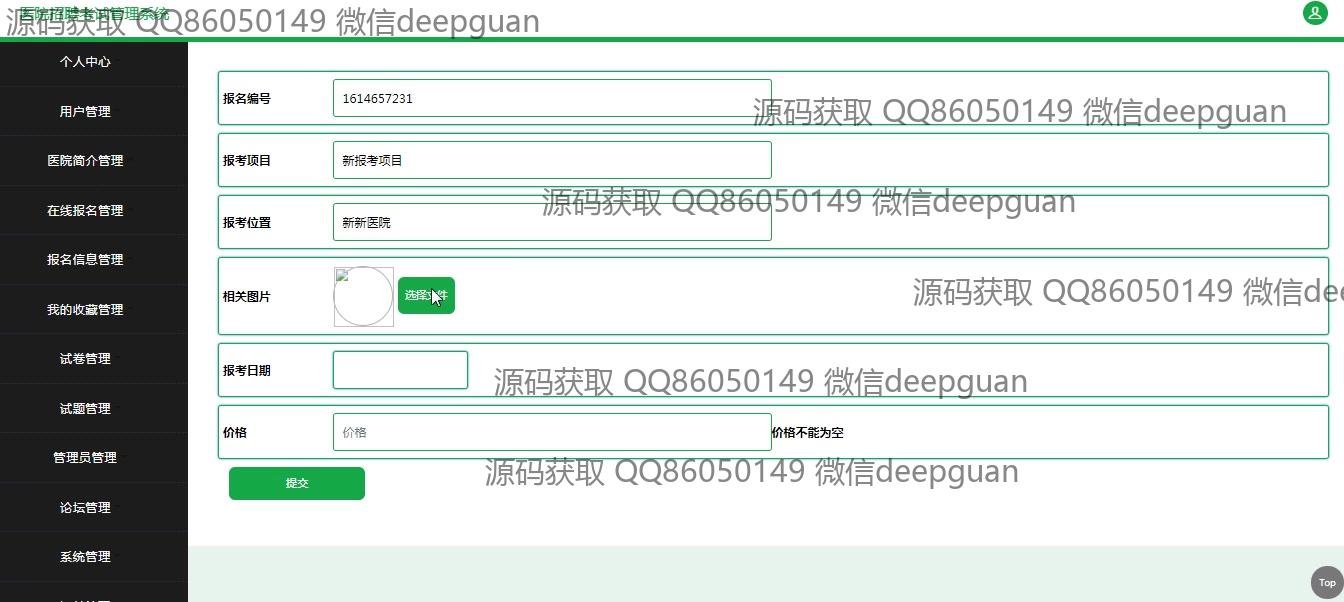 医院招聘考试管理系统
源码获取 QQ86050149 微信deepguan
个人中心
用户管理
医院简介管理
在线报名管理
报名信息管理
我的收藏管理
试卷管理
试题管理
管理员管理
论坛管理
系统管理
报名编号 1614657231
源码获取 QQ86050149 微信deepguan
报考项目 新报考项目
源码获取 QQ86050149 微信deepguan
报考位置 新新医院
相关图片 选择文件
源码获取 QQ86050149 微信de
报考日期
源码获取 QQ86050149 微信deepguan
价格 价格 价格不能为空
源码获取 QQ86050149 微信deepguan
提交
Top